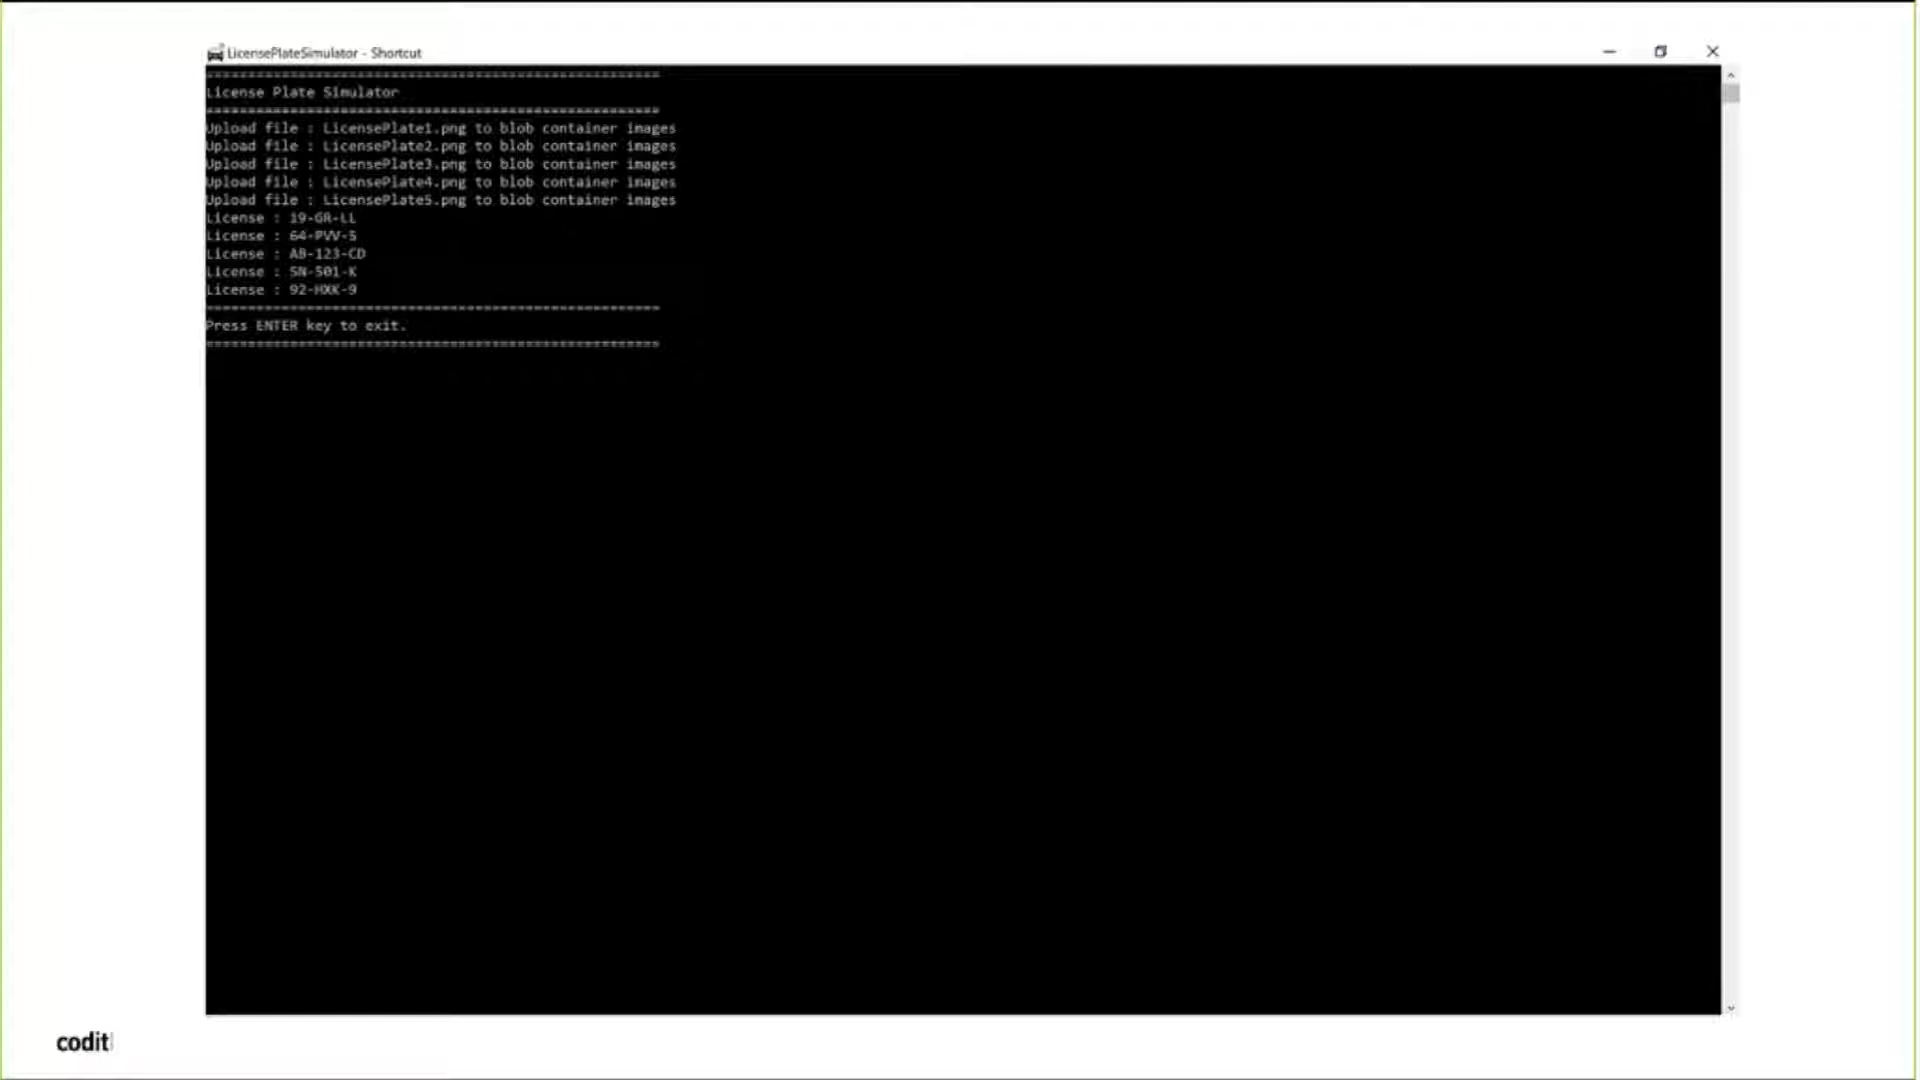 LicensePlateSimulator - Shortcut
=====================================================
License Plate Simulator
=====================================================
Upload file : LicensePlate1.png to blob container images
Upload file : LicensePlate2.png to blob container images
Upload file : LicensePlate3.png to blob container images
Upload file : LicensePlate4.png to blob container images
Upload file : LicensePlate5.png to blob container images
License : 19-GR-LL
License : 64-PVV-5
License : AB-123-CD
License : SN-501-K
License : 92-HXK-9
=====================================================
Press ENTER key to exit.
=====================================================
codit